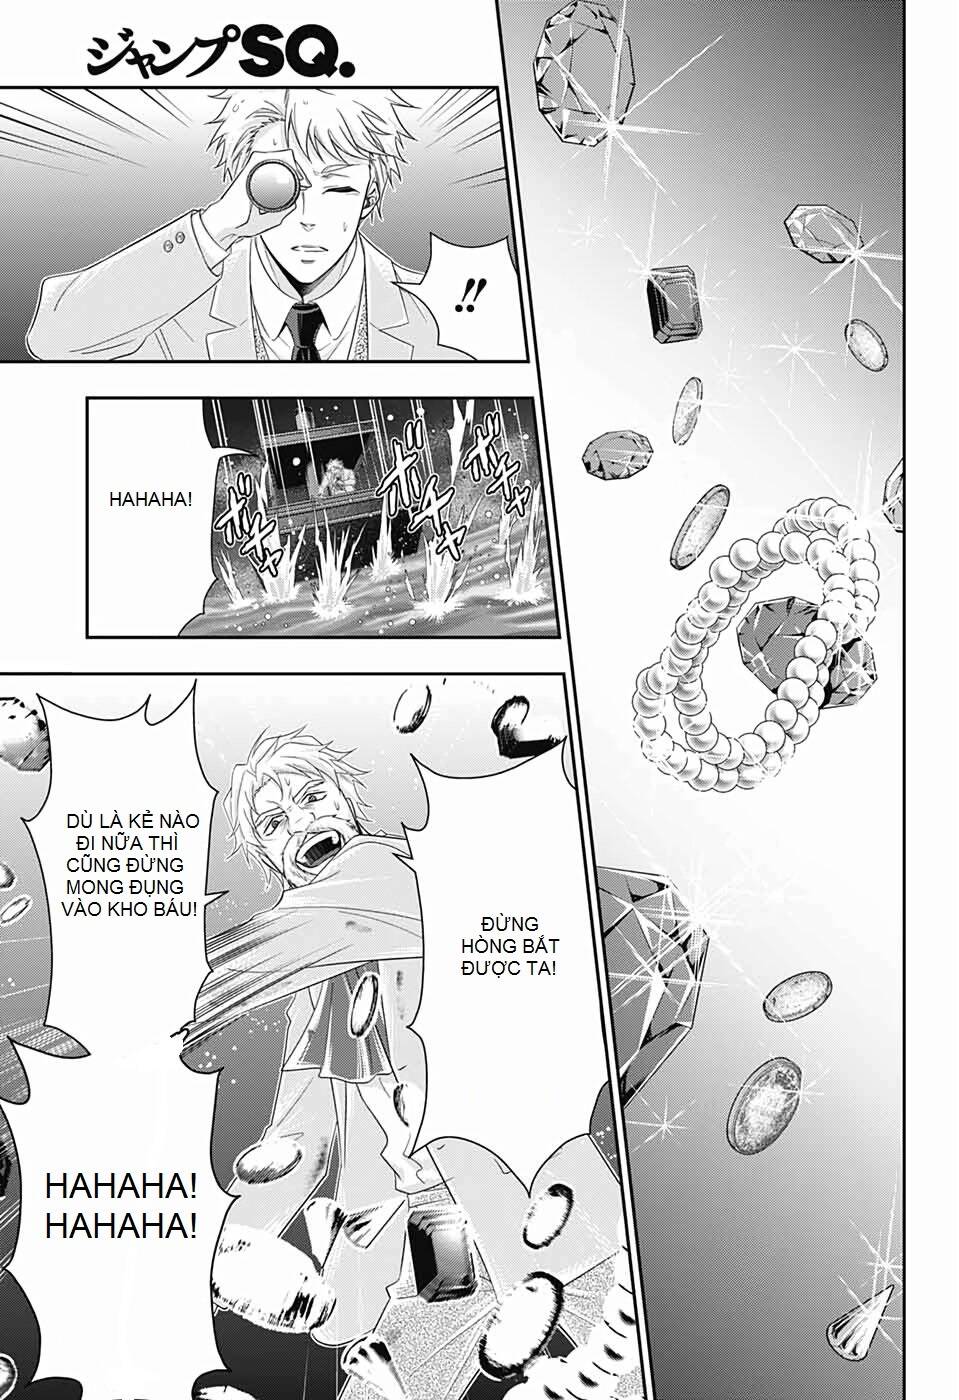 ジャンプSQ.
!!
HAHAHA!
ボチャ
ボチャ
ボチャ
ĐỪNG
HÒNG BẮT
ĐƯỢC TA!
DÙ LÀ KẺ NÀO
ĐI NỮA THÌ
CŨNG ĐỪNG
MONG ĐỤNG
VÀO KHO BÁU!
HAHAHA!
HAHAHA!